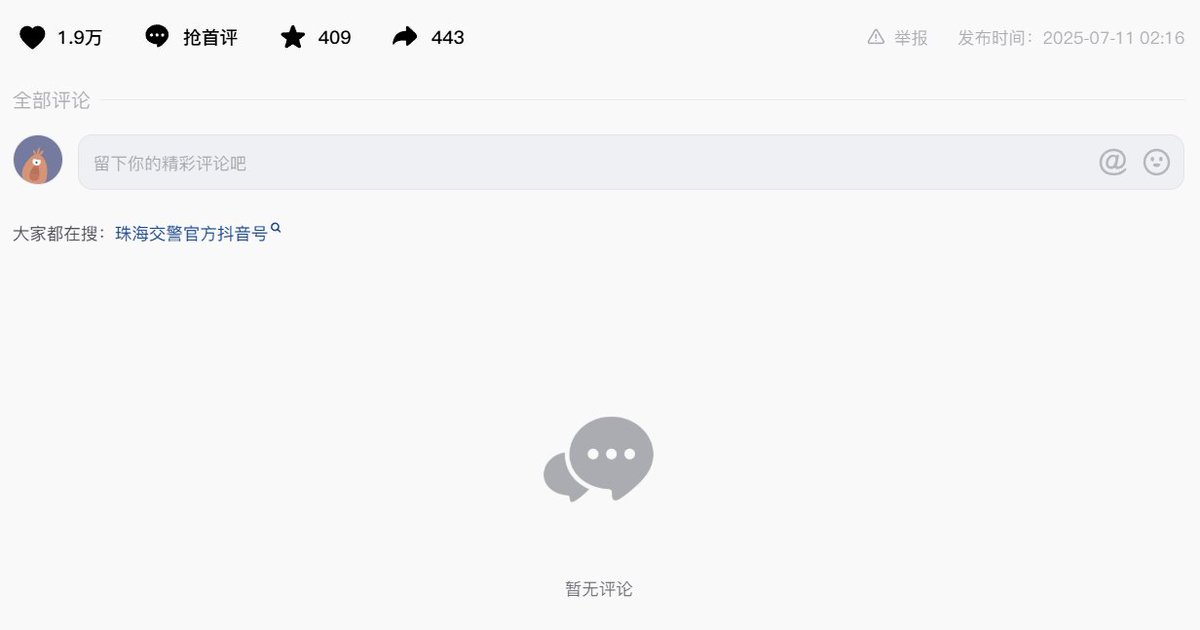 1.9万 抢首评 409 443 举报 发布时间：2025-07-11 02:16
全部评论
留下你的精彩评论吧 @
大家都在搜：珠海交警官方抖音号
暂无评论